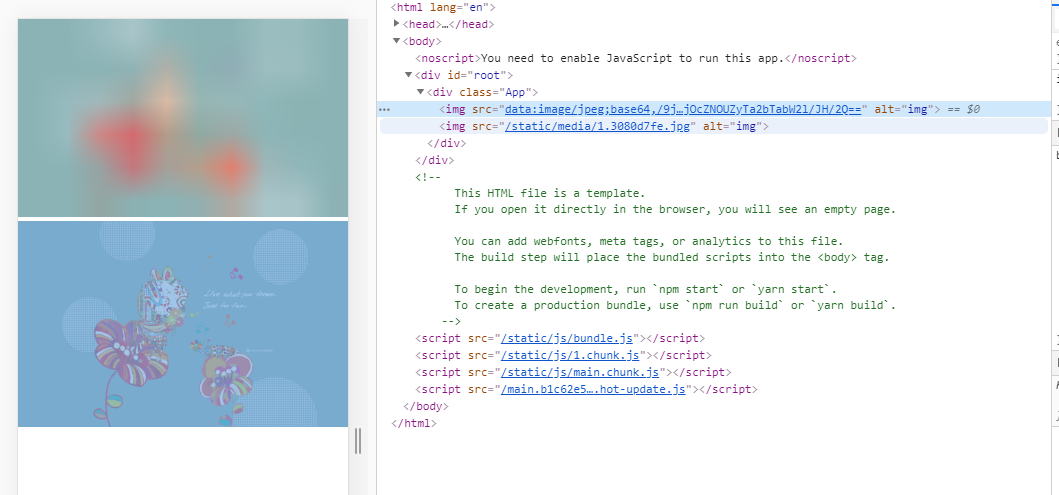 Live what you dream.
<html lang="en">
<head>…</head>
<body>
<noscript>You need to enable JavaScript to run this app.</noscript>
<div id="root">
<div class="App">
<img src="data:image/jpeg;base64,/9j…jOcZNOUZyTa2bTabW2l/JH/2Q==" alt="img"> == $0
<img src="/static/media/1.3080d7fe.jpg" alt="img">
</div>
</div>
<!--
This HTML file is a template.
If you open it directly in the browser, you will see an empty page.
You can add webfonts, meta tags, or analytics to this file.
The build step will place the bundled scripts into the <body> tag.
To begin the development, run `npm start` or `yarn start`.
To create a production bundle, use `npm run build` or `yarn build`.
-->
<script src="/static/js/bundle.js"></script>
<script src="/static/js/1.chunk.js"></script>
<script src="/static/js/main.chunk.js"></script>
<script src="/main.b1c62e5….hot-update.js"></script>
</body>
</html>